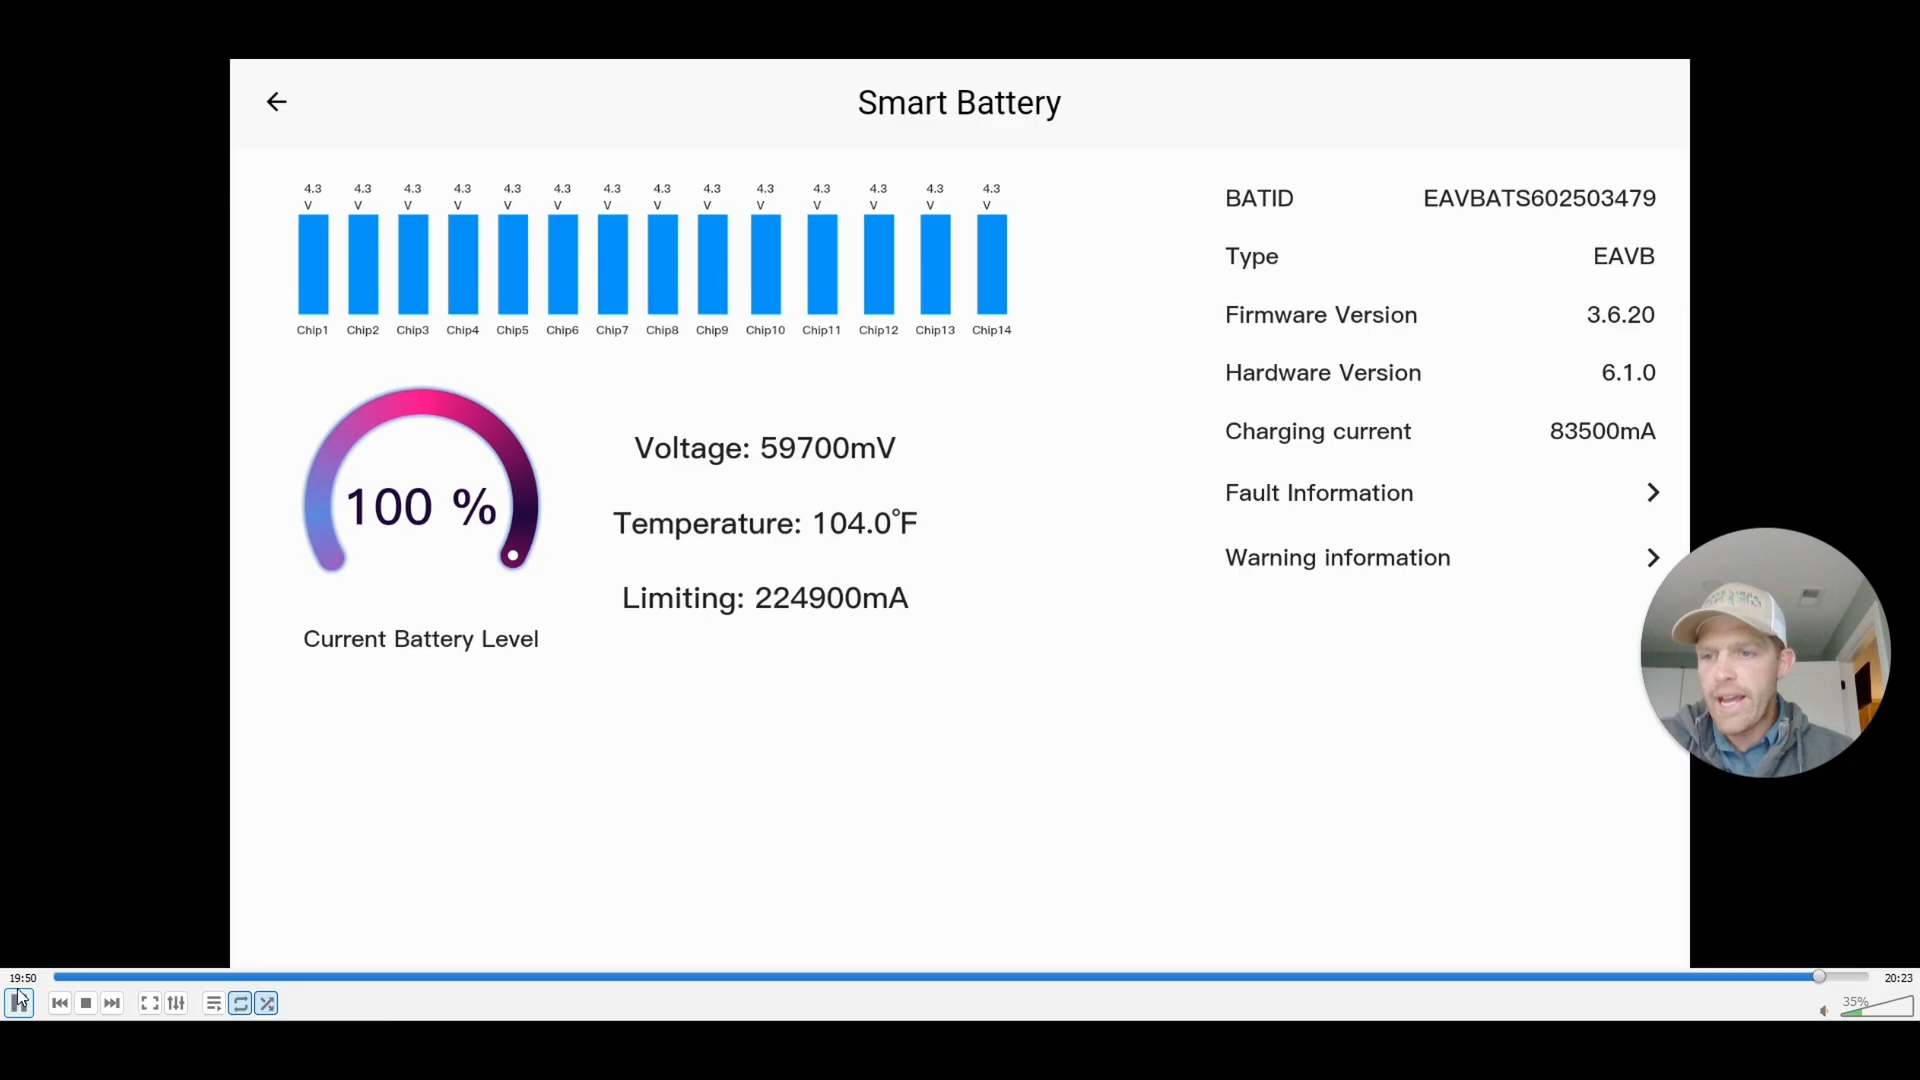 Smart Battery
4.3 4.3 4.3 4.3 4.3 4.3 4.3 4.3 4.3 4.3 4.3 4.3 4.3 4.3
V V V V V V V V V V V V V V
Chip1 Chip2 Chip3 Chip4 Chip5 Chip6 Chip7 Chip8 Chip9 Chip10 Chip11 Chip12 Chip13 Chip14
100 %
Current Battery Level
Voltage: 59700mV
Temperature: 104.0°F
Limiting: 224900mA
BATID EAVBATS602503479
Type EAVB
Firmware Version 3.6.20
Hardware Version 6.1.0
Charging current 83500mA
Fault Information
Warning information
19:50
20:23
35%